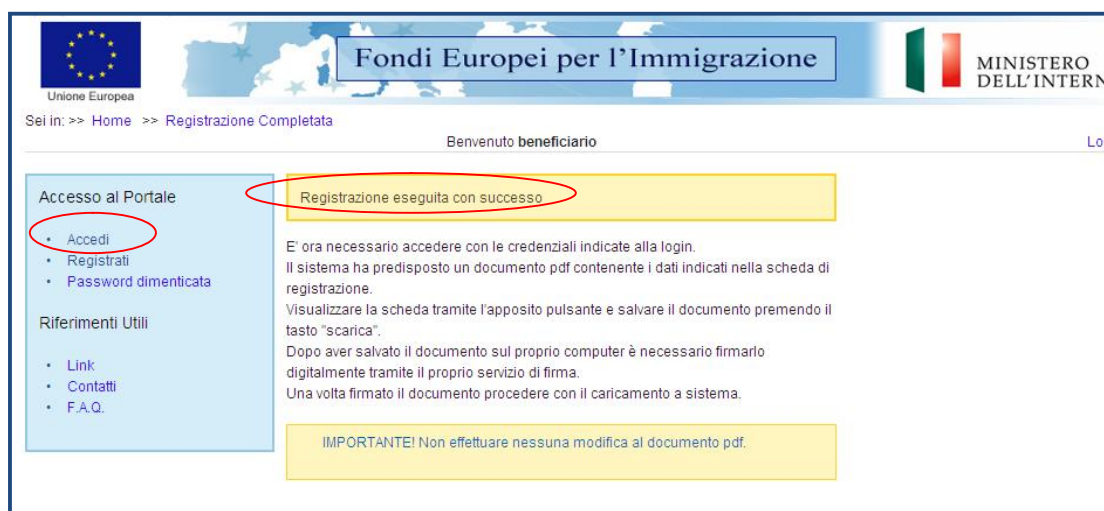 Fondi Europei per l'Immigrazione
MINISTERO
DELL'INTERN
Unione Europea
Sei in: >> Home >> Registrazione Completata
Benvenuto beneficiario
Lo
Accesso al Portale
• Accedi
• Registrati
• Password dimenticata
Riferimenti Utili
• Link
• Contatti
• F.A.Q.
Registrazione eseguita con successo
E' ora necessario accedere con le credenziali indicate alla login.
Il sistema ha predisposto un documento pdf contenente i dati indicati nella scheda di
registrazione.
Visualizzare la scheda tramite l'apposito pulsante e salvare il documento premendo il
tasto "scarica".
Dopo aver salvato il documento sul proprio computer è necessario firmarlo
digitalmente tramite il proprio servizio di firma.
Una volta firmato il documento procedere con il caricamento a sistema.
IMPORTANTE! Non effettuare nessuna modifica al documento pdf.